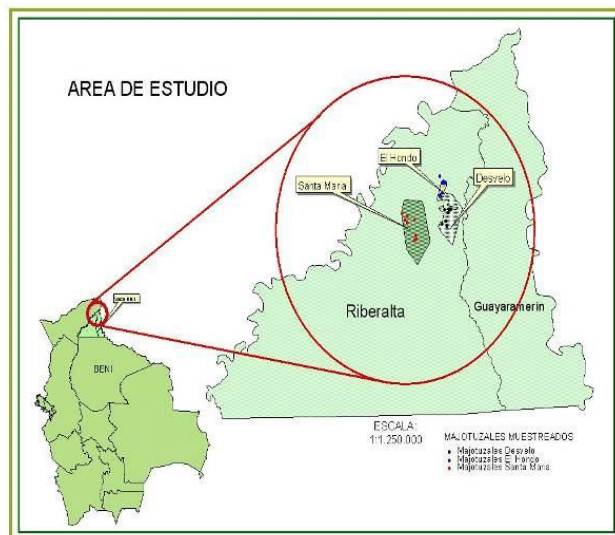 AREA DE ESTUDIO
El Hondo
Santa Maria
Desvelo
Riberalta
Guayaramerin
BENI
ESCALA:
1:1.250.000
MAJOTUZALES MUESTREADOS
Majotuzales Desvelo
Majotuzales El Hondo
Majotuzales Santa Maria